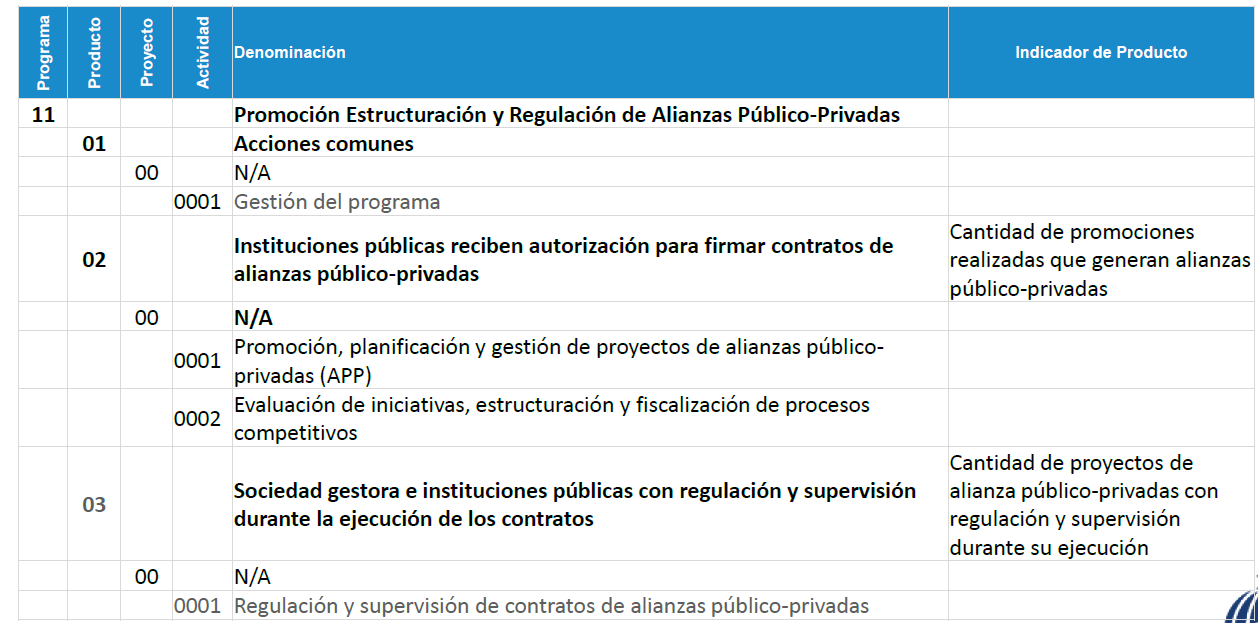 Programa Producto Proyecto Actividad Denominación Indicador de Producto
11 Promoción Estructuración y Regulación de Alianzas Público-Privadas
01 Acciones comunes
00 N/A
0001 Gestión del programa
02 Instituciones públicas reciben autorización para firmar contratos de
alianzas público-privadas
Cantidad de promociones
realizadas que generan alianzas
público-privadas
00 N/A
0001 Promoción, planificación y gestión de proyectos de alianzas público-
privadas (APP)
0002 Evaluación de iniciativas, estructuración y fiscalización de procesos
competitivos
03 Sociedad gestora e instituciones públicas con regulación y supervisión
durante la ejecución de los contratos
Cantidad de proyectos de
alianza público-privadas con
regulación y supervisión
durante su ejecución
00 N/A
0001 Regulación y supervisión de contratos de alianzas público-privadas